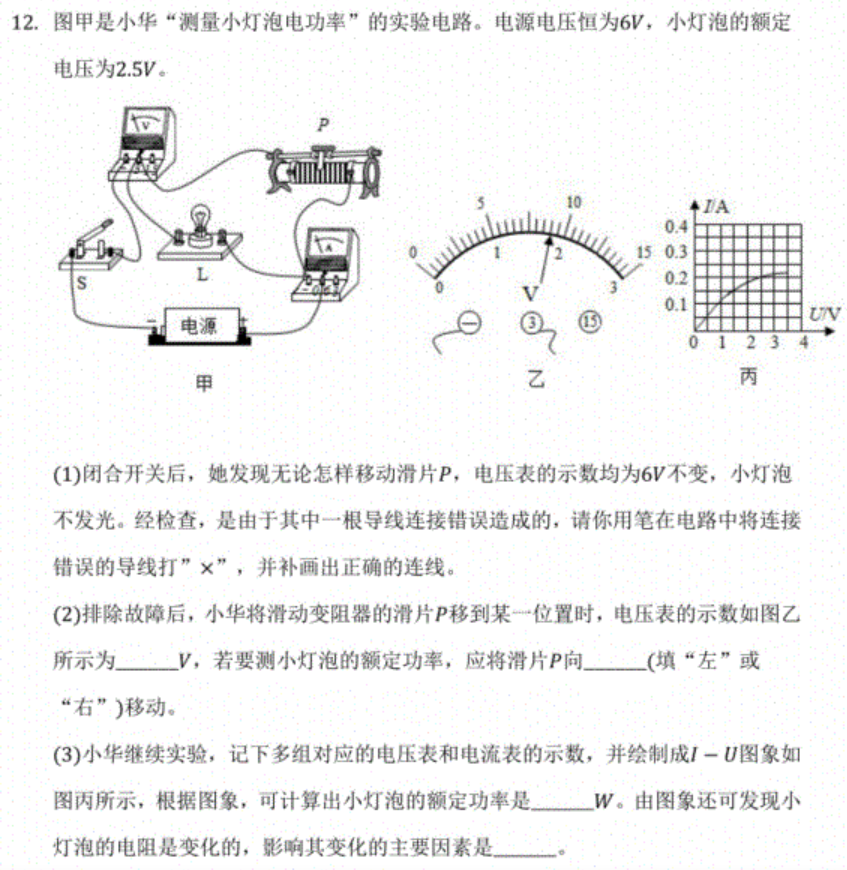 12. 图甲是小华“测量小灯泡电功率”的实验电路。电源电压恒为6V，小灯泡的额定
电压为2.5V。
V
P
A
S
L
－ 电源 +
甲
0 5 10 15
0 1 2 3
V
－ 3 15
乙
I/A
0.4
0.3
0.2
0.1
U/V
0 1 2 3 4
丙
(1)闭合开关后，她发现无论怎样移动滑片P，电压表的示数均为6V不变，小灯泡
不发光。经检查，是由于其中一根导线连接错误造成的，请你用笔在电路中将连接
错误的导线打”×”，并补画出正确的连线。
(2)排除故障后，小华将滑动变阻器的滑片P移到某一位置时，电压表的示数如图乙
所示为______V，若要测小灯泡的额定功率，应将滑片P向______(填“左”或
“右”)移动。
(3)小华继续实验，记下多组对应的电压表和电流表的示数，并绘制成I－U图象如
图丙所示，根据图象，可计算出小灯泡的额定功率是______W。由图象还可发现小
灯泡的电阻是变化的，影响其变化的主要因素是______。